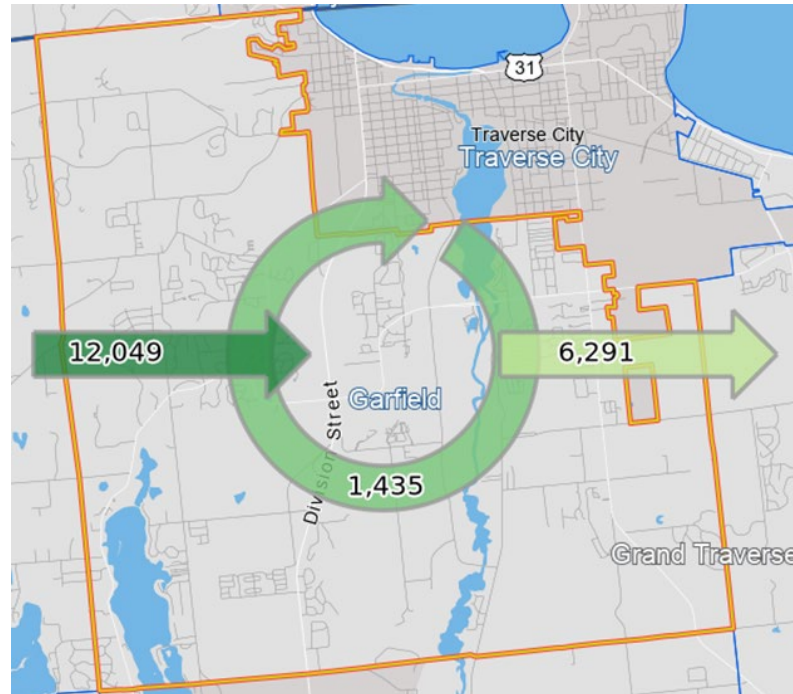 31
Traverse City
Traverse City
12,049
6,291
Garfield
Division Street
1,435
Grand Traverse